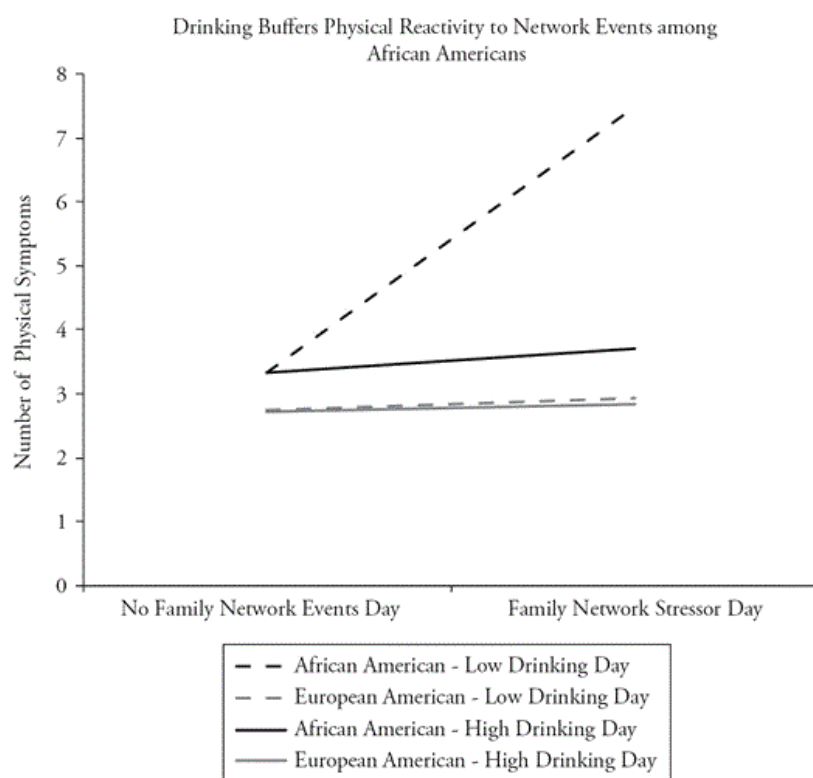 Drinking Buffers Physical Reactivity to Network Events among
African Americans
8
7
6
5
4
3
2
1
0
Number of Physical Symptoms
No Family Network Events Day
Family Network Stressor Day
African American - Low Drinking Day
European American - Low Drinking Day
African American - High Drinking Day
European American - High Drinking Day